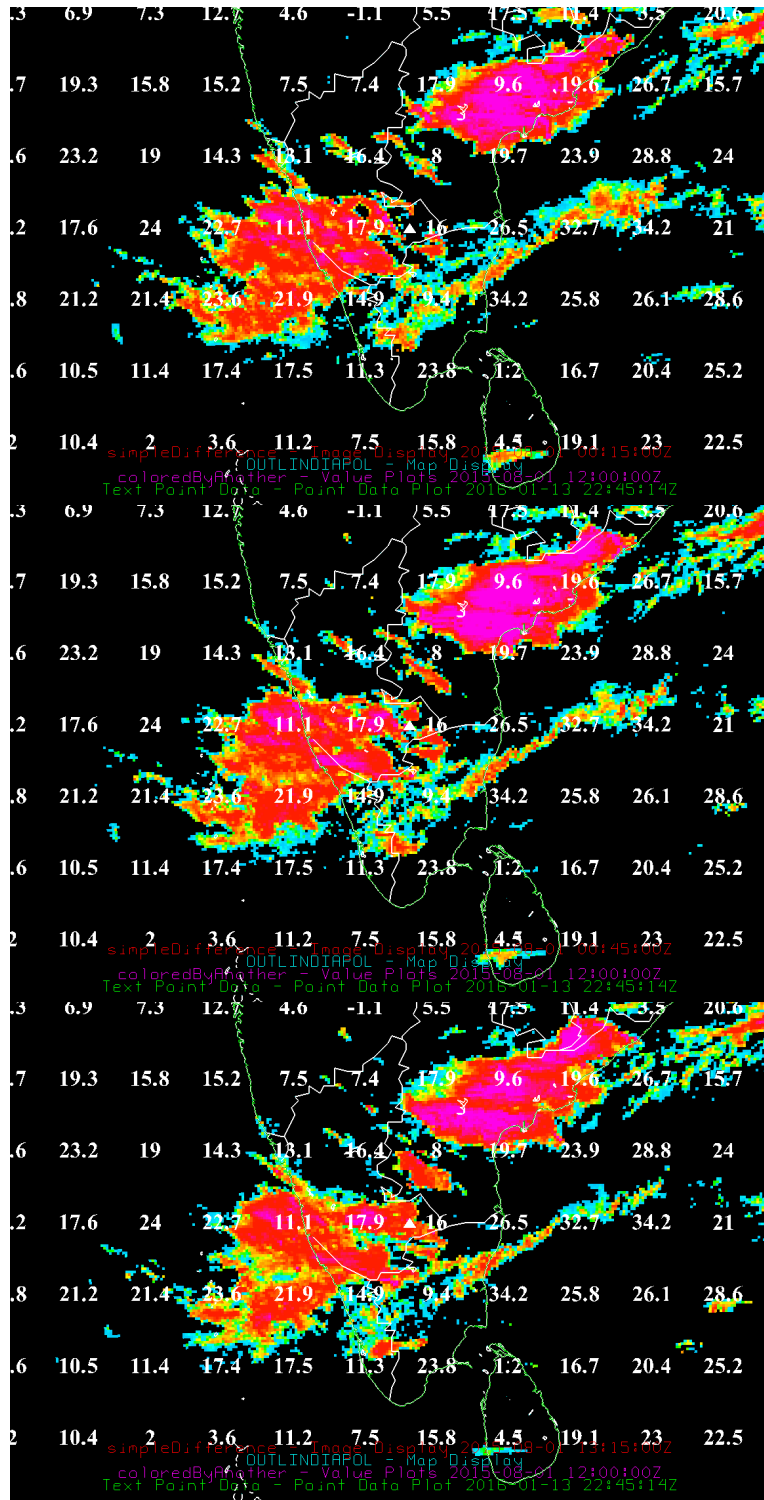 .3 6.9 7.3 12.7 4.6 -1.1 5.5 17.5 11.4 3.5 20.6
.7 19.3 15.8 15.2 7.5 7.4 17.9 9.6 19.6 26.7 15.7
.6 23.2 19 14.3 13.1 16.4 8 19.7 23.9 28.8 24
.2 17.6 24 22.7 11.1 17.9 16 26.5 32.7 34.2 21
.8 21.2 21.4 23.6 21.9 14.9 9.4 34.2 25.8 26.1 28.6
.6 10.5 11.4 17.4 17.5 11.3 23.8 1.2 16.7 20.4 25.2
2 10.4 2 3.6 11.2 7.5 15.8 4.5 19.1 23 22.5
simpleDifference - Image Display
OUTLINDIAPOL - Map Display
coloredByAnother - Value Plots 2015-08-01 12:00:00Z
Text Point Data - Point Data Plot 2016-01-13 22:45:14Z
.3 6.9 7.3 12.7 4.6 -1.1 5.5 17.5 11.4 3.5 20.6
.7 19.3 15.8 15.2 7.5 7.4 17.9 9.6 19.6 26.7 15.7
.6 23.2 19 14.3 13.1 16.4 8 19.7 23.9 28.8 24
.2 17.6 24 22.7 11.1 17.9 16 26.5 32.7 34.2 21
.8 21.2 21.4 23.6 21.9 14.9 9.4 34.2 25.8 26.1 28.6
.6 10.5 11.4 17.4 17.5 11.3 23.8 1.2 16.7 20.4 25.2
2 10.4 2 3.6 11.2 7.5 15.8 4.5 19.1 23 22.5
simpleDifference - Image Display
OUTLINDIAPOL - Map Display
coloredByAnother - Value Plots 2015-08-01 12:00:00Z
Text Point Data - Point Data Plot 2016-01-13 22:45:14Z
.3 6.9 7.3 12.7 4.6 -1.1 5.5 17.5 11.4 3.5 20.6
.7 19.3 15.8 15.2 7.5 7.4 17.9 9.6 19.6 26.7 15.7
.6 23.2 19 14.3 13.1 16.4 8 19.7 23.9 28.8 24
.2 17.6 24 22.7 11.1 17.9 16 26.5 32.7 34.2 21
.8 21.2 21.4 23.6 21.9 14.9 9.4 34.2 25.8 26.1 28.6
.6 10.5 11.4 17.4 17.5 11.3 23.8 1.2 16.7 20.4 25.2
2 10.4 2 3.6 11.2 7.5 15.8 4.5 19.1 23 22.5
simpleDifference - Image Display
OUTLINDIAPOL - Map Display
coloredByAnother - Value Plots 2015-08-01 12:00:00Z
Text Point Data - Point Data Plot 2016-01-13 22:45:14Z